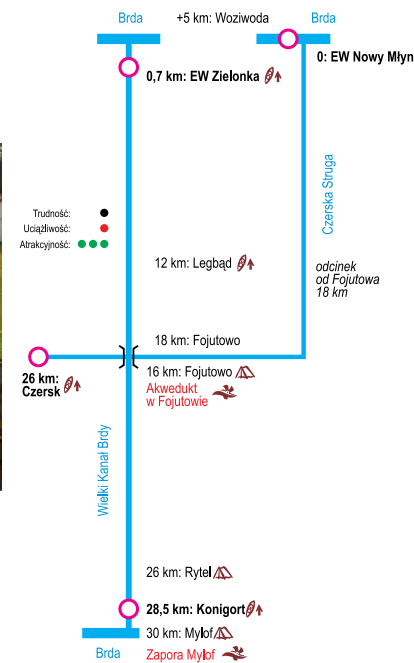 Brda
+5 km: Woziwoda
Brda
0: EW Nowy Młyn
0,7 km: EW Zielonka
Czerska Struga
Trudność:
Uciążliwość:
Atrakcyjność:
12 km: Legbąd
odcinek
od Fojutowa
18 km
18 km: Fojutowo
26 km:
Czersk
16 km: Fojutowo
Akwedukt
w Fojutowie
Wielki Kanał Brdy
26 km: Rytel
28,5 km: Konigort
30 km: Mylof
Brda
Zapora Mylof